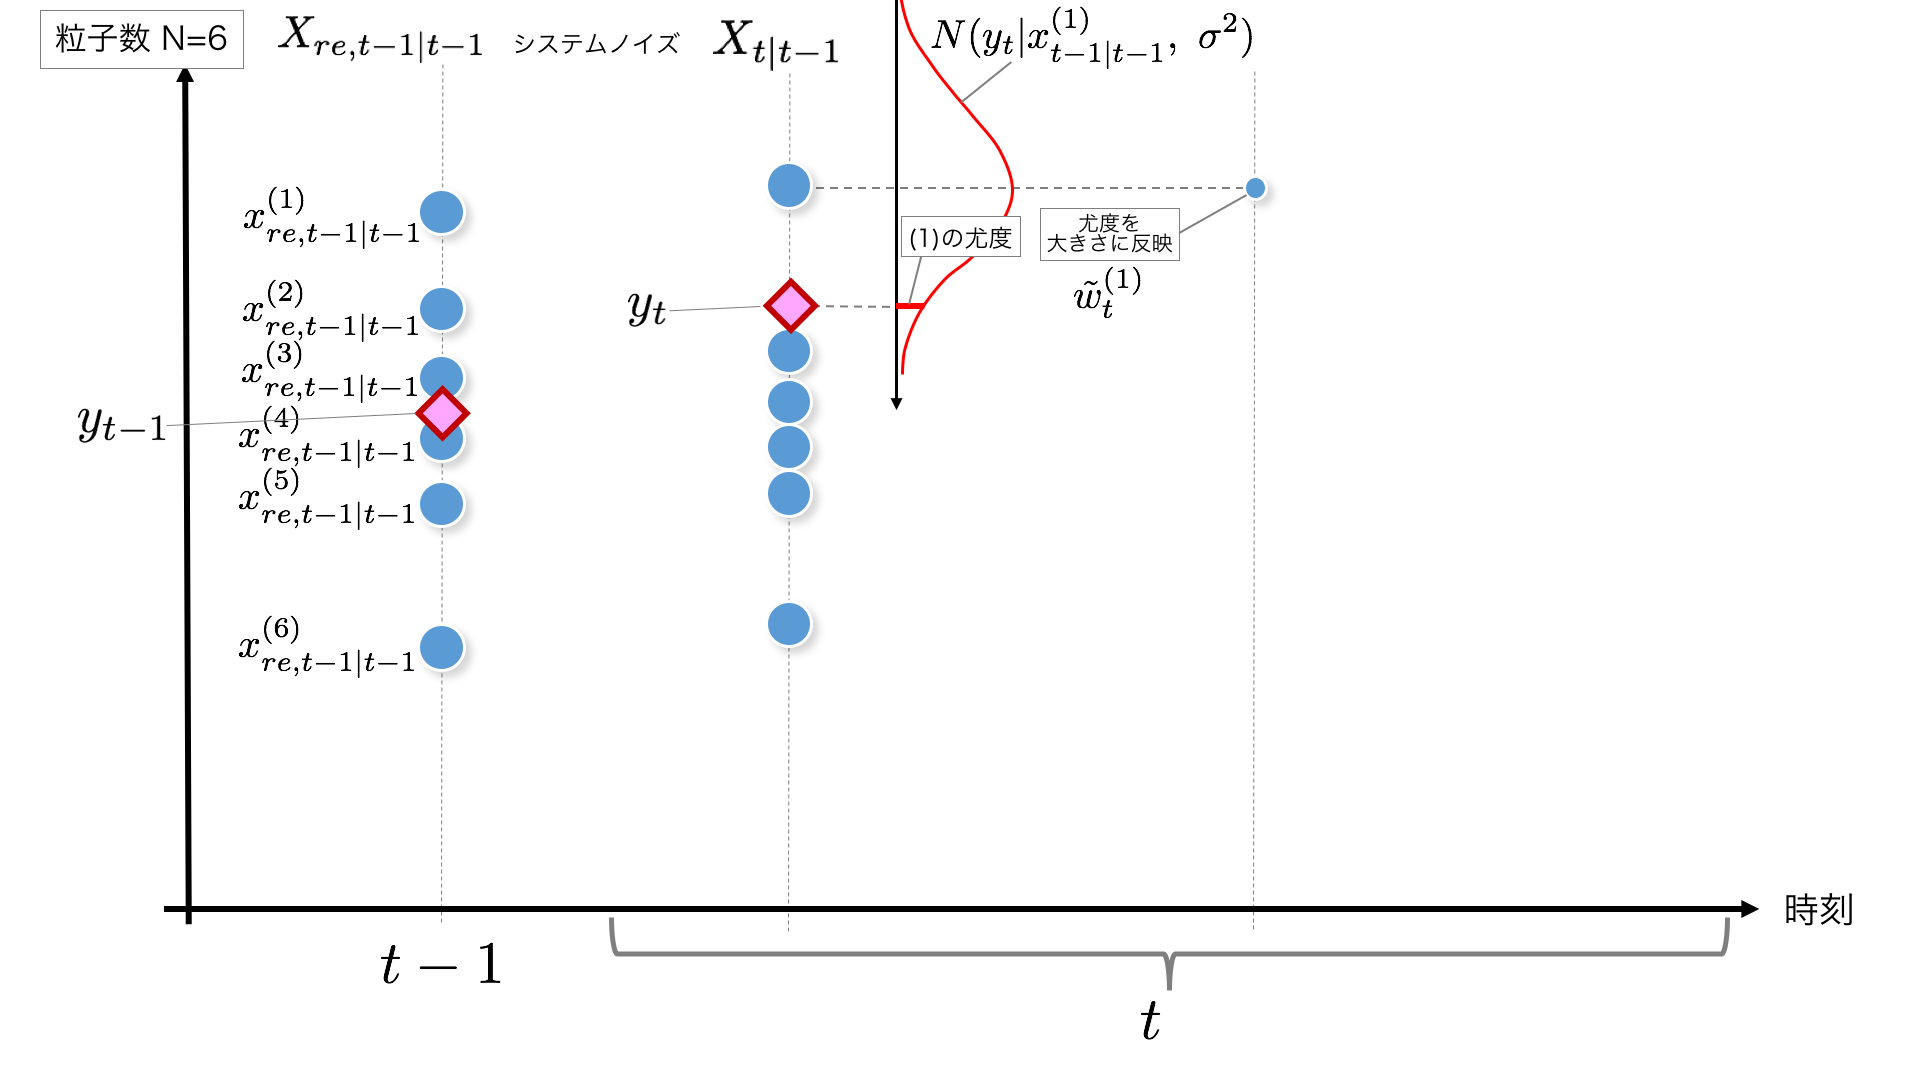 粒子数 N=6
X_{re,t-1|t-1}
システムノイズ
X_{t|t-1}
N(y_t|x^{(1)}_{t-1|t-1}, σ^2)
x^{(1)}_{re,t-1|t-1}
(1)の尤度
尤度を
大きさに反映
w̃^{(1)}_t
x^{(2)}_{re,t-1|t-1}
y_t
x^{(3)}_{re,t-1|t-1}
y_{t-1}
x^{(4)}_{re,t-1|t-1}
x^{(5)}_{re,t-1|t-1}
x^{(6)}_{re,t-1|t-1}
時刻
t-1
t